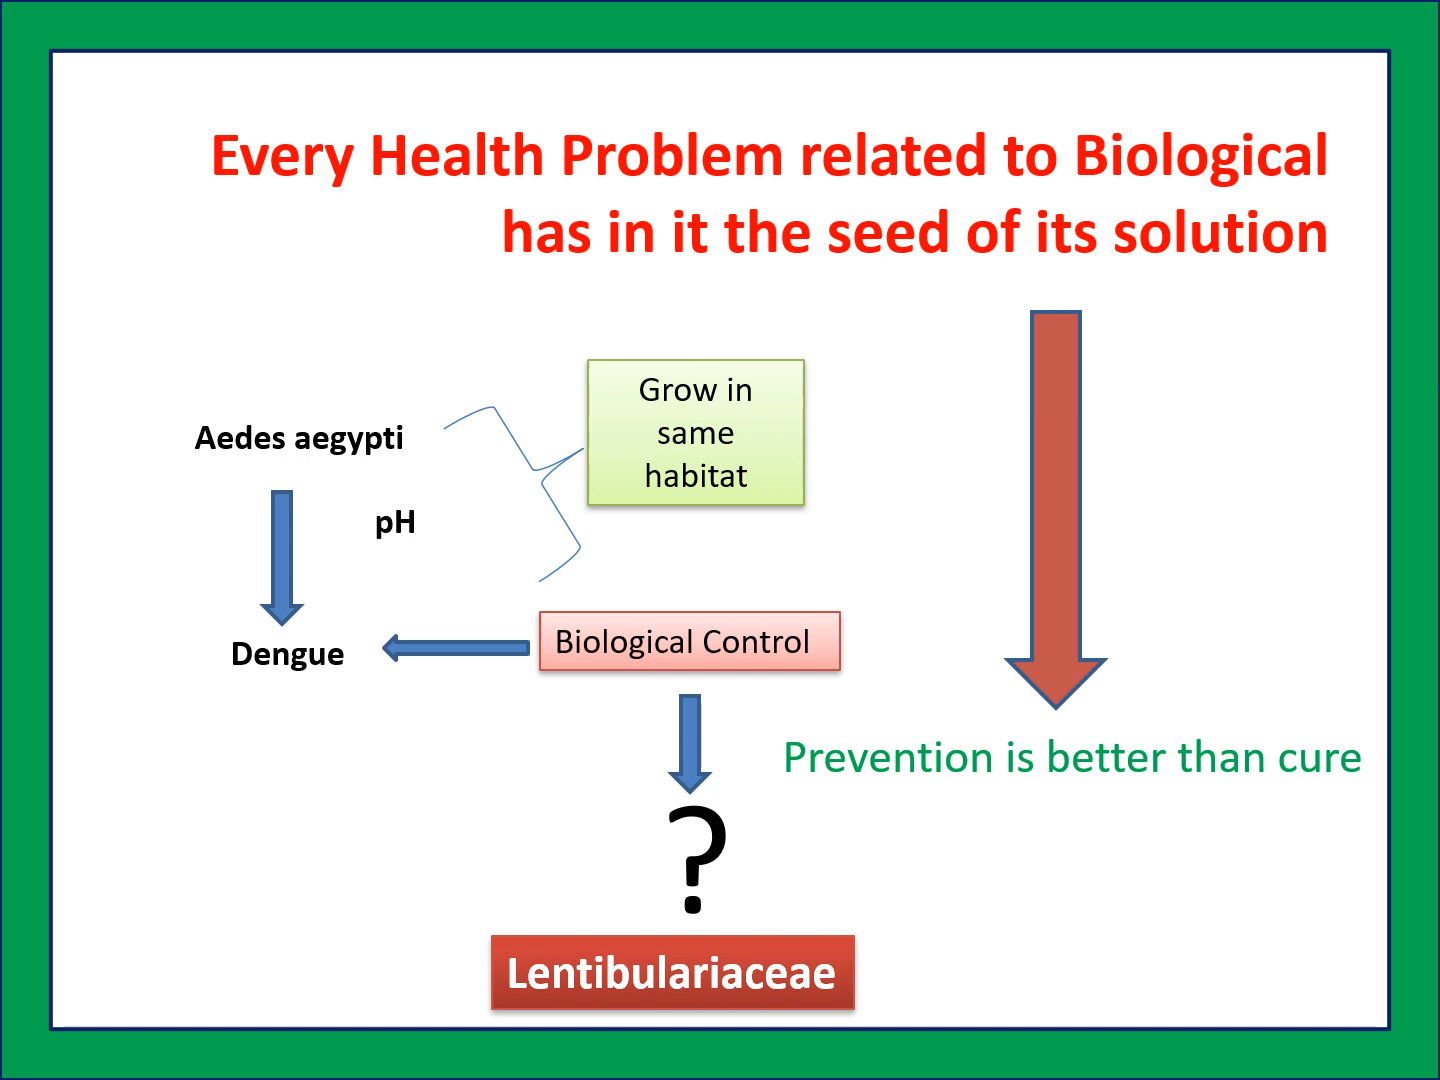 Every Health Problem related to Biological
has in it the seed of its solution
Grow in
same
habitat
Aedes aegypti
pH
Dengue
Biological Control
Prevention is better than cure
?
Lentibulariaceae